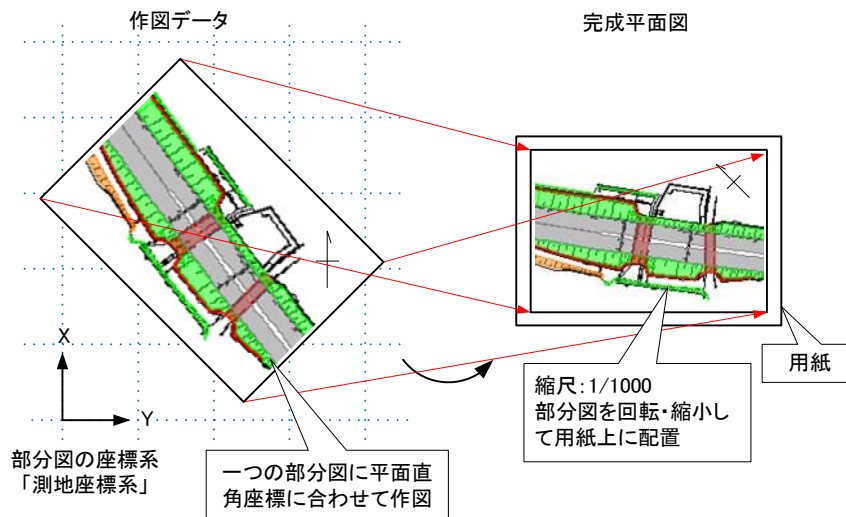 作図データ
完成平面図
X
Y
部分図の座標系
「測地座標系」
一つの部分図に平面直
角座標に合わせて作図
縮尺:1/1000
部分図を回転・縮小し
て用紙上に配置
用紙